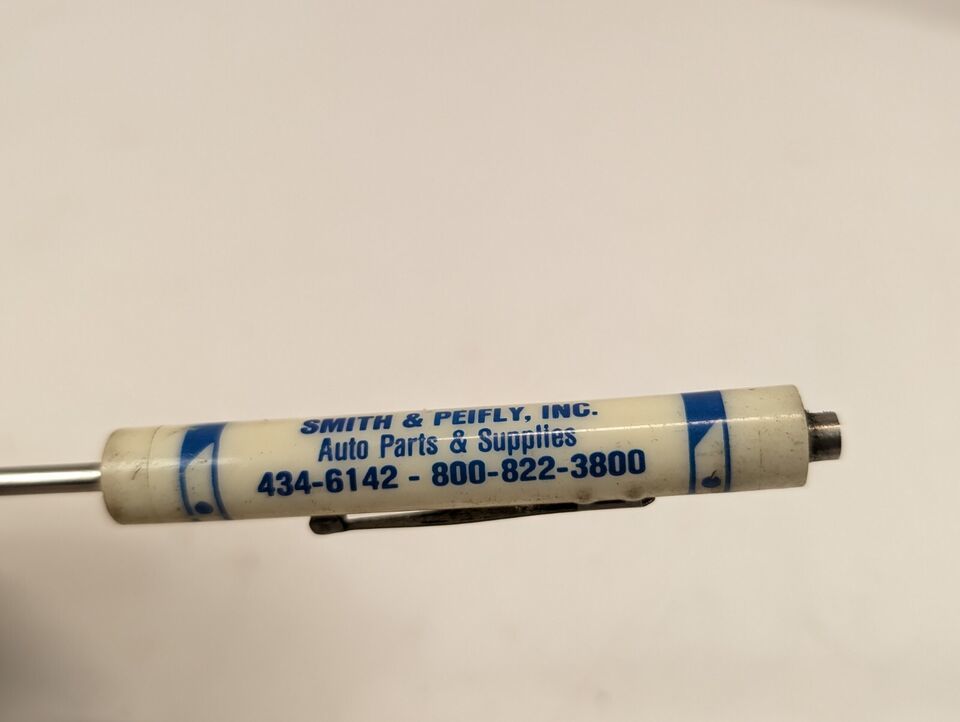 SMITH & PEIFLY, INC.
Auto Parts & Supplies
434-6142 - 800-822-3800